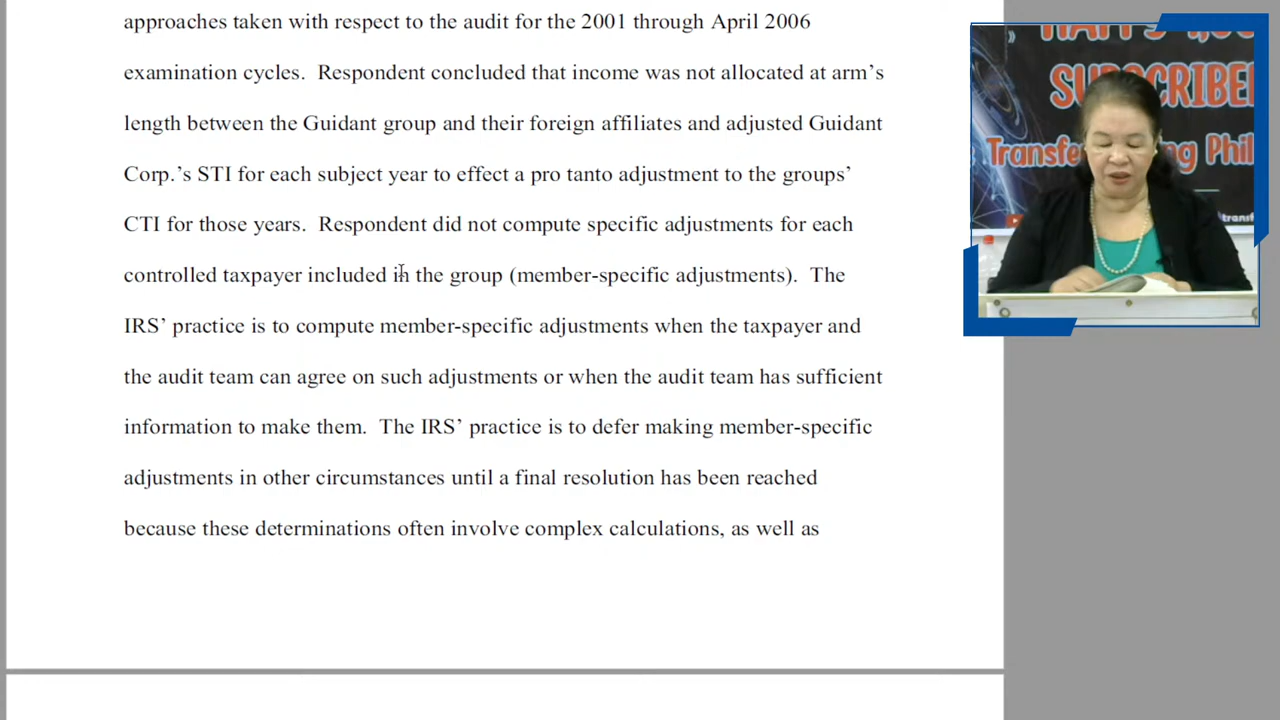 approaches taken with respect to the audit for the 2001 through April 2006
examination cycles.  Respondent concluded that income was not allocated at arm’s
length between the Guidant group and their foreign affiliates and adjusted Guidant
Corp.’s STI for each subject year to effect a pro tanto adjustment to the groups’
CTI for those years.  Respondent did not compute specific adjustments for each
controlled taxpayer included in the group (member-specific adjustments).  The
IRS’ practice is to compute member-specific adjustments when the taxpayer and
the audit team can agree on such adjustments or when the audit team has sufficient
information to make them.  The IRS’ practice is to defer making member-specific
adjustments in other circumstances until a final resolution has been reached
because these determinations often involve complex calculations, as well as